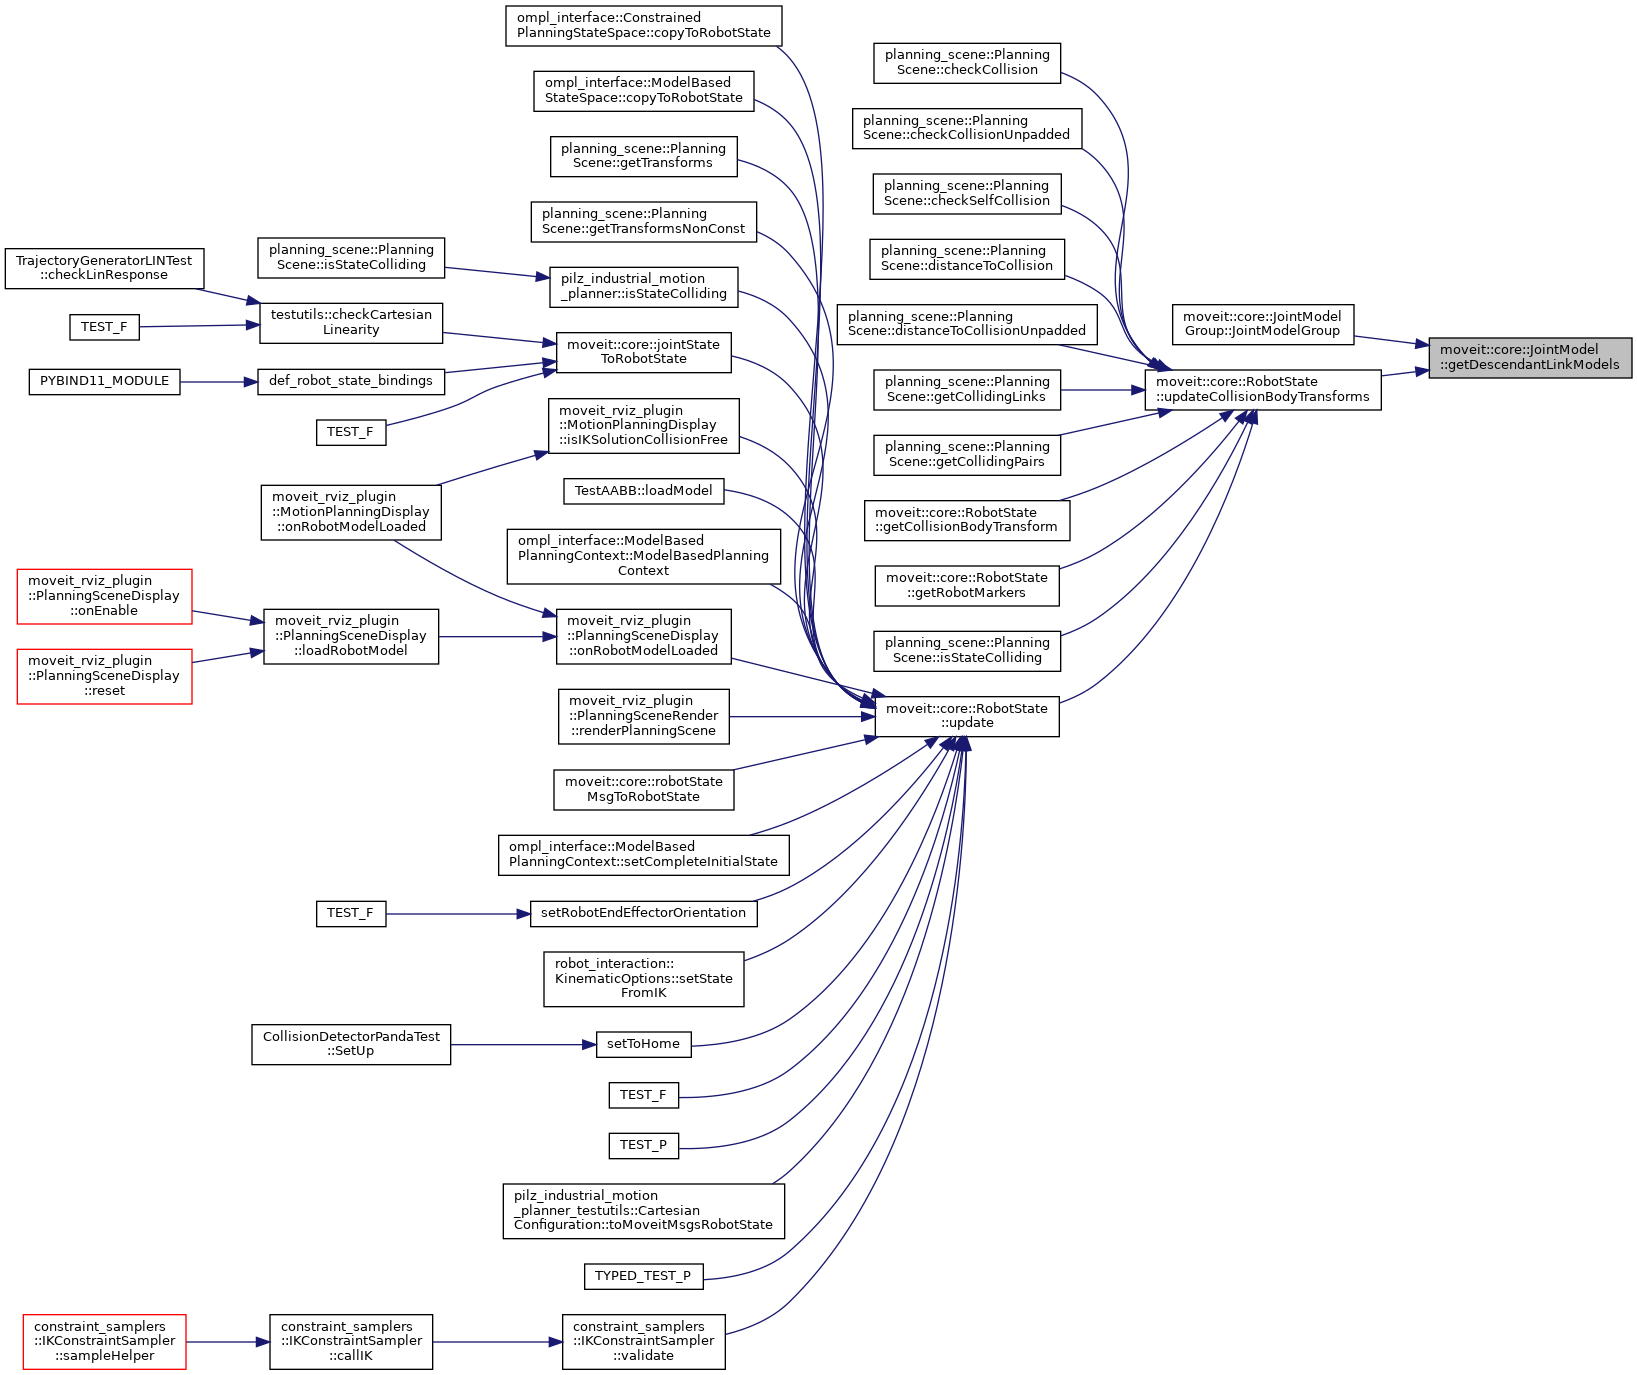 ompl_interface::Constrained
PlanningStateSpace::copyToRobotState
ompl_interface::ModelBased
StateSpace::copyToRobotState
planning_scene::Planning
Scene::getTransforms
planning_scene::Planning
Scene::getTransformsNonConst
planning_scene::Planning
Scene::isStateColliding
pilz_industrial_motion
_planner::isStateColliding
TrajectoryGeneratorLINTest
::checkLinResponse
TEST_F
testutils::checkCartesian
Linearity
moveit::core::jointState
ToRobotState
PYBIND11_MODULE
def_robot_state_bindings
TEST_F
moveit_rviz_plugin
::MotionPlanningDisplay
::isIKSolutionCollisionFree
TestAABB::loadModel
moveit_rviz_plugin
::MotionPlanningDisplay
::onRobotModelLoaded
ompl_interface::ModelBased
PlanningContext::ModelBasedPlanning
Context
moveit_rviz_plugin
::PlanningSceneDisplay
::onEnable
moveit_rviz_plugin
::PlanningSceneDisplay
::reset
moveit_rviz_plugin
::PlanningSceneDisplay
::loadRobotModel
moveit_rviz_plugin
::PlanningSceneDisplay
::onRobotModelLoaded
moveit_rviz_plugin
::PlanningSceneRender
::renderPlanningScene
moveit::core::robotState
MsgToRobotState
ompl_interface::ModelBased
PlanningContext::setCompleteInitialState
TEST_F
setRobotEndEffectorOrientation
robot_interaction::
KinematicOptions::setState
FromIK
CollisionDetectorPandaTest
::SetUp
setToHome
TEST_F
TEST_P
pilz_industrial_motion
_planner_testutils::Cartesian
Configuration::toMoveitMsgsRobotState
TYPED_TEST_P
constraint_samplers
::IKConstraintSampler
::sampleHelper
constraint_samplers
::IKConstraintSampler
::callIK
constraint_samplers
::IKConstraintSampler
::validate
planning_scene::Planning
Scene::checkCollision
planning_scene::Planning
Scene::checkCollisionUnpadded
planning_scene::Planning
Scene::checkSelfCollision
planning_scene::Planning
Scene::distanceToCollision
planning_scene::Planning
Scene::distanceToCollisionUnpadded
planning_scene::Planning
Scene::getCollidingLinks
planning_scene::Planning
Scene::getCollidingPairs
moveit::core::RobotState
::getCollisionBodyTransform
moveit::core::RobotState
::getRobotMarkers
planning_scene::Planning
Scene::isStateColliding
moveit::core::RobotState
::update
moveit::core::JointModel
Group::JointModelGroup
moveit::core::RobotState
::updateCollisionBodyTransforms
moveit::core::JointModel
::getDescendantLinkModels